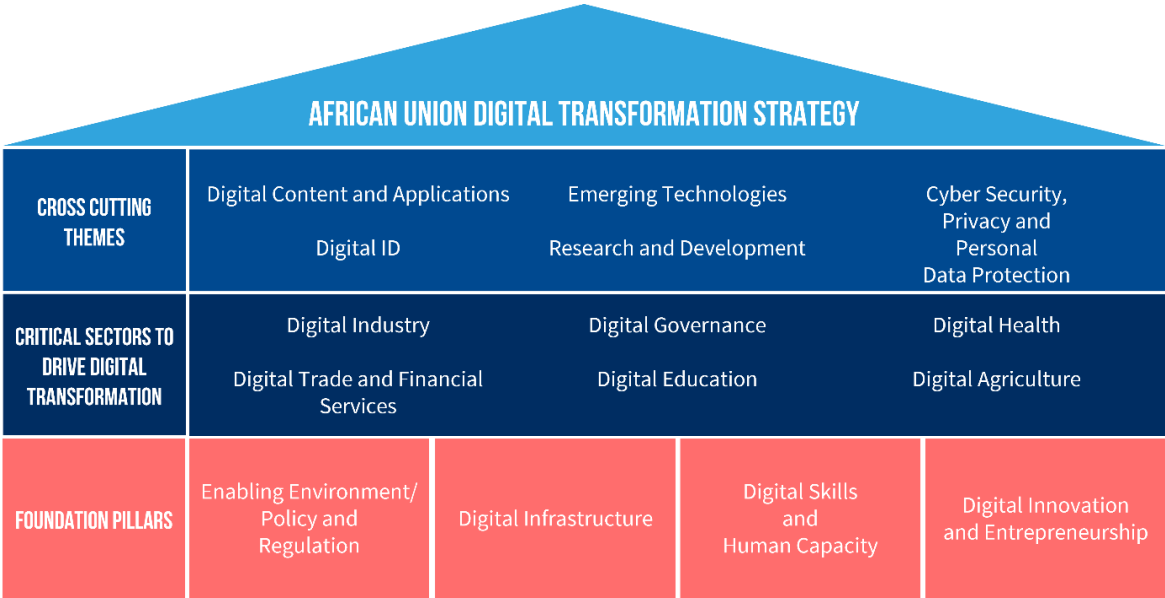 AFRICAN UNION DIGITAL TRANSFORMATION STRATEGY
CROSS CUTTING
THEMES
Digital Content and Applications
Digital ID
Emerging Technologies
Research and Development
Cyber Security,
Privacy and
Personal
Data Protection
CRITICAL SECTORS TO
DRIVE DIGITAL
TRANSFORMATION
Digital Industry
Digital Trade and Financial
Services
Digital Governance
Digital Education
Digital Health
Digital Agriculture
FOUNDATION PILLARS
Enabling Environment/
Policy and
Regulation
Digital Infrastructure
Digital Skills
and
Human Capacity
Digital Innovation
and Entrepreneurship